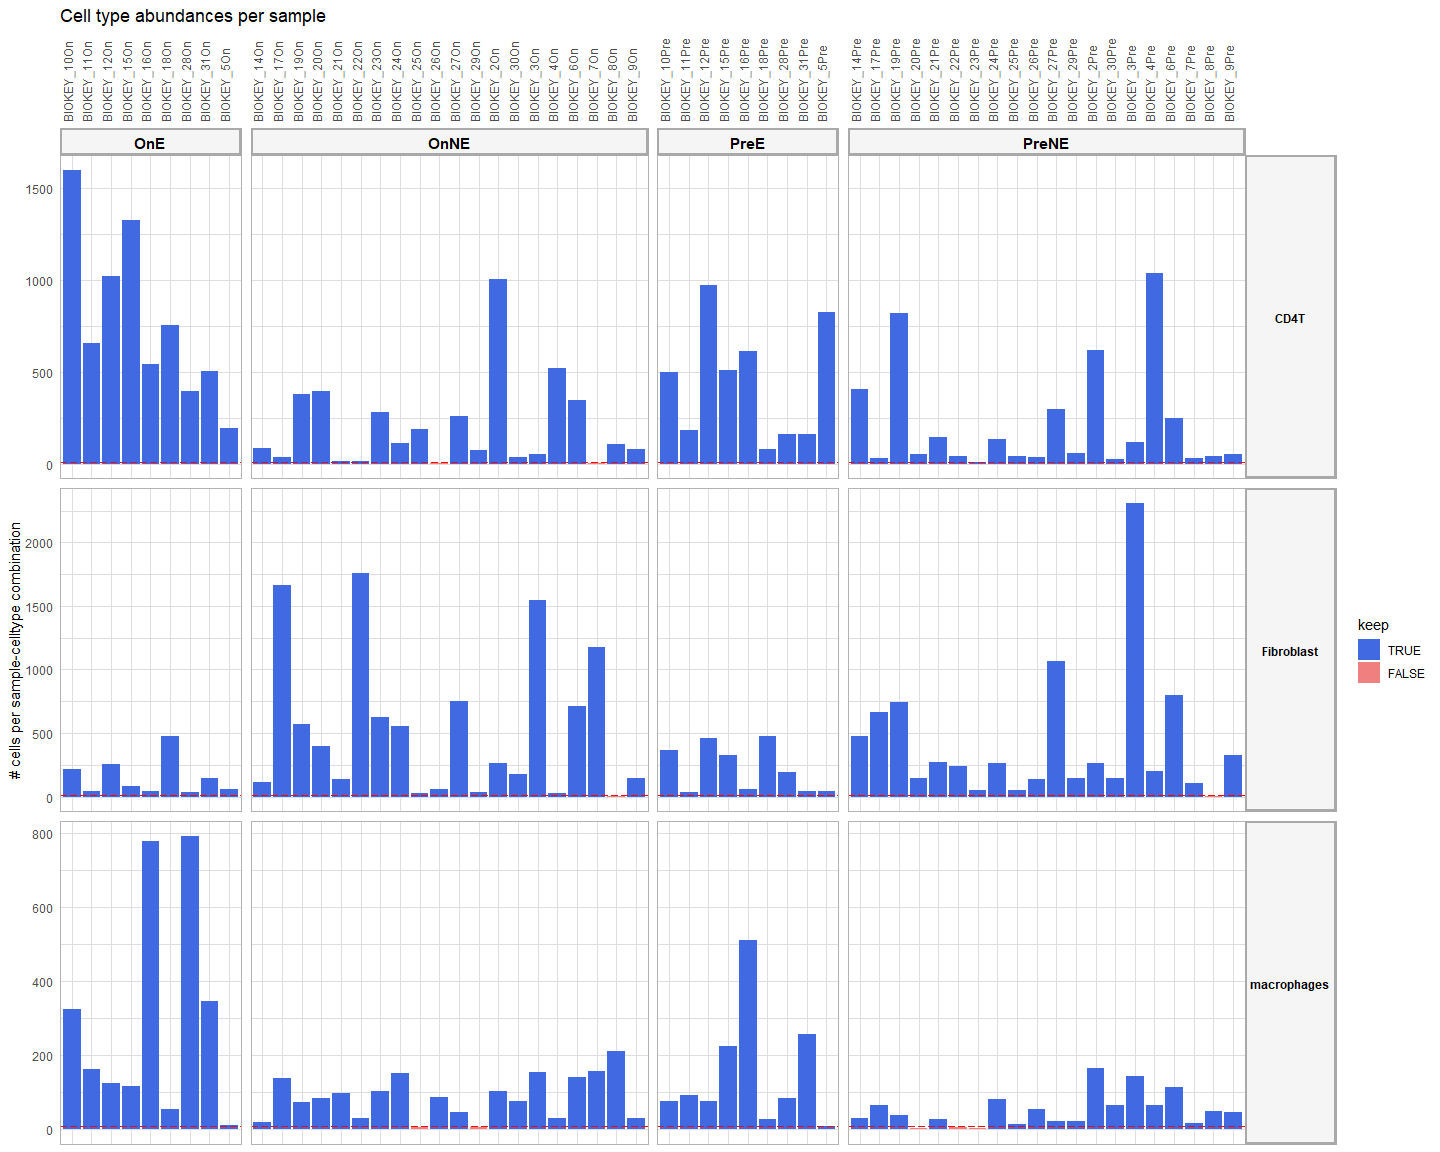 Cell type abundances per sample
BIOKEY_10On
BIOKEY_11On
BIOKEY_12On
BIOKEY_15On
BIOKEY_16On
BIOKEY_18On
BIOKEY_28On
BIOKEY_31On
BIOKEY_5On
BIOKEY_14On
BIOKEY_17On
BIOKEY_19On
BIOKEY_20On
BIOKEY_21On
BIOKEY_22On
BIOKEY_23On
BIOKEY_24On
BIOKEY_25On
BIOKEY_26On
BIOKEY_27On
BIOKEY_29On
BIOKEY_2On
BIOKEY_30On
BIOKEY_3On
BIOKEY_4On
BIOKEY_6On
BIOKEY_7On
BIOKEY_8On
BIOKEY_9On
BIOKEY_10Pre
BIOKEY_11Pre
BIOKEY_12Pre
BIOKEY_15Pre
BIOKEY_16Pre
BIOKEY_18Pre
BIOKEY_28Pre
BIOKEY_31Pre
BIOKEY_5Pre
BIOKEY_14Pre
BIOKEY_17Pre
BIOKEY_19Pre
BIOKEY_20Pre
BIOKEY_21Pre
BIOKEY_22Pre
BIOKEY_23Pre
BIOKEY_24Pre
BIOKEY_25Pre
BIOKEY_26Pre
BIOKEY_27Pre
BIOKEY_29Pre
BIOKEY_2Pre
BIOKEY_30Pre
BIOKEY_3Pre
BIOKEY_4Pre
BIOKEY_6Pre
BIOKEY_7Pre
BIOKEY_8Pre
BIOKEY_9Pre
OnE
OnNE
PreE
PreNE
1500
1000
500
0
CD4T
# cells per sample-celltype combination
2000
1500
1000
500
0
Fibroblast
800
600
400
200
0
macrophages
keep
TRUE
FALSE